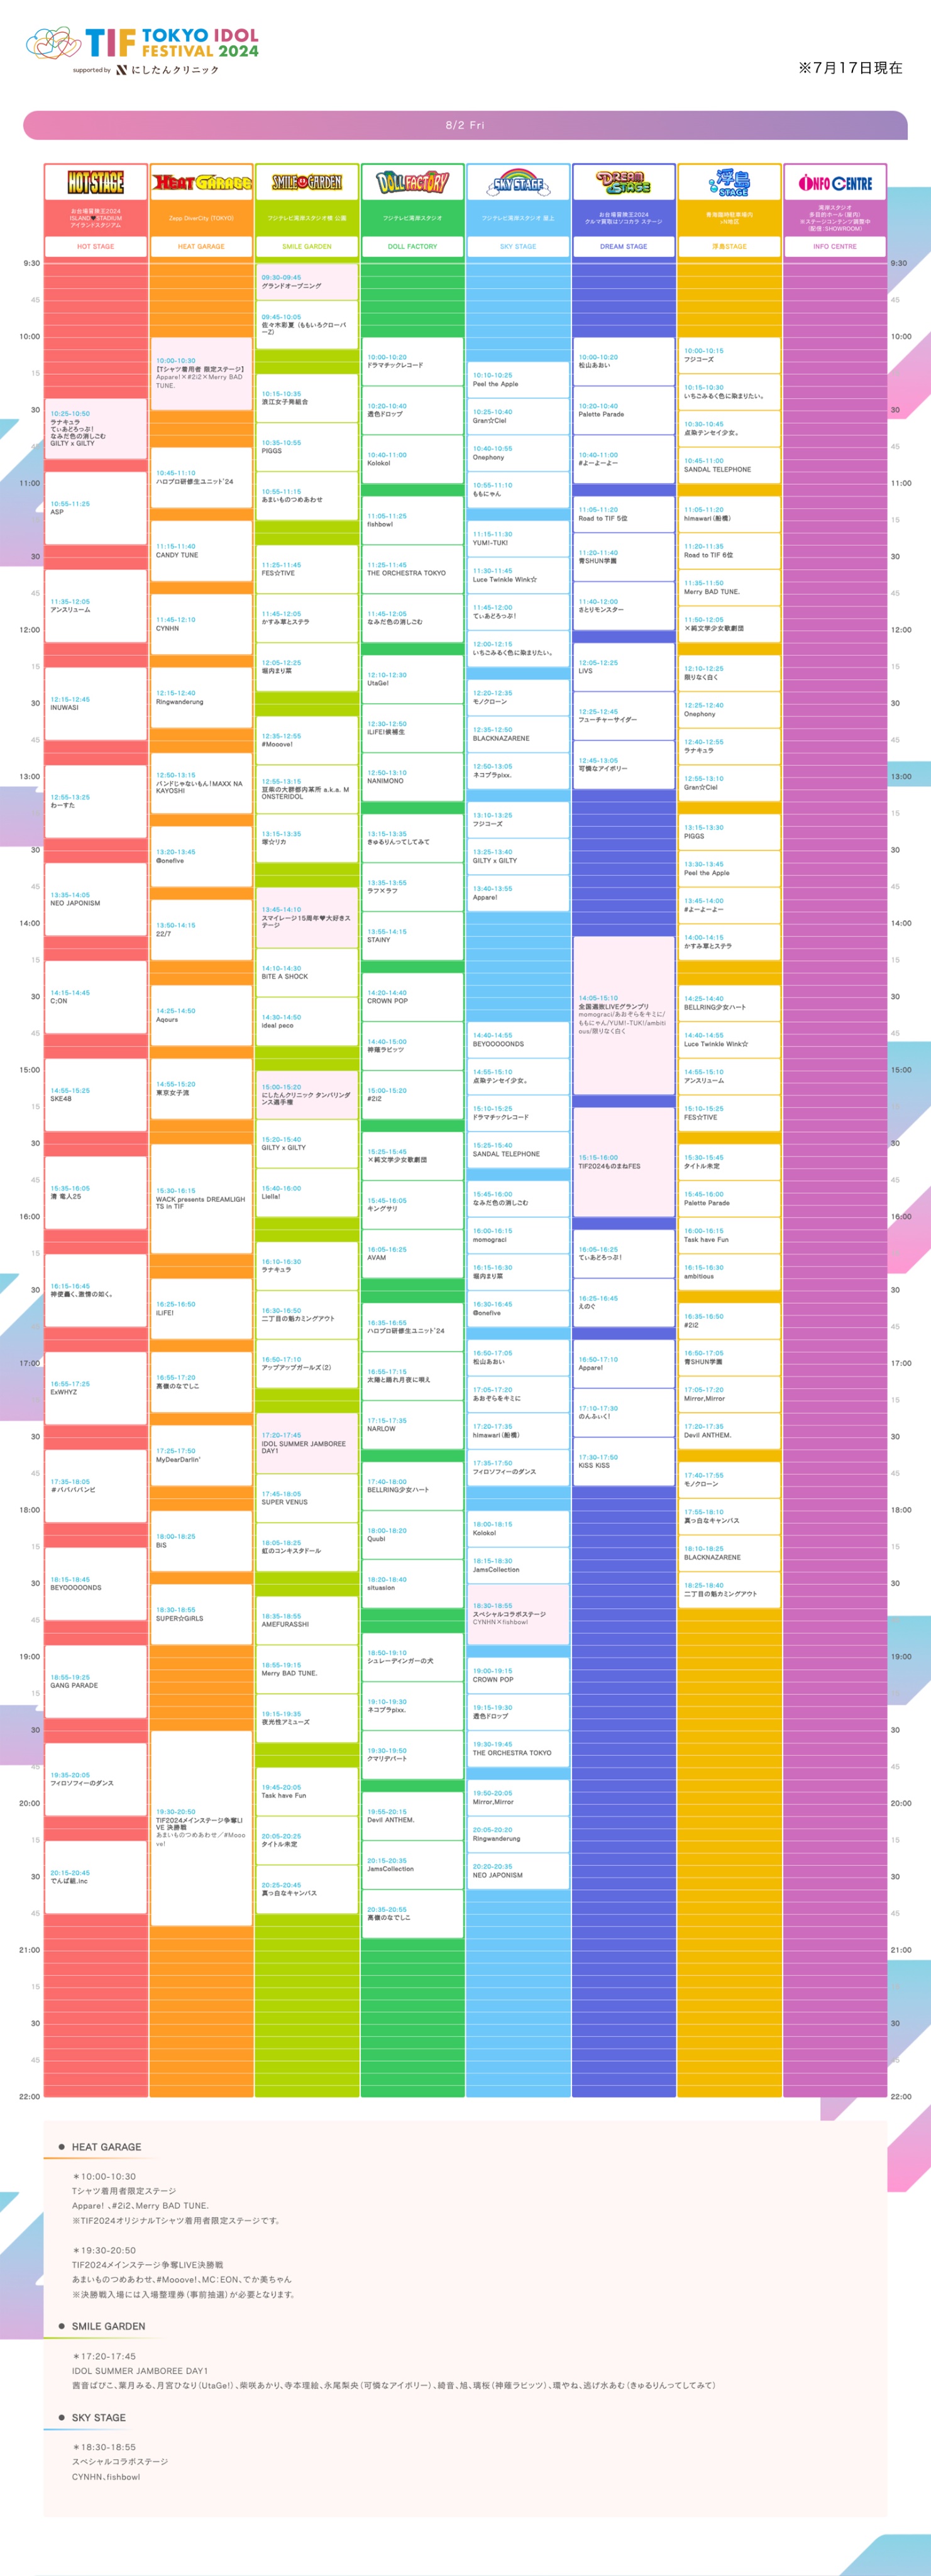 TIF TOKYO IDOL FESTIVAL 2024
supported by にしたんクリニック
※7月17日現在
8/2 Fri
HOT STAGE
お台場冒険王2024
ISLAND♥STADIUM
アイランドスタジアム
HOT STAGE
10:25-10:50
ラナキュラ
てぃあどろっぷ!
なみだ色の消しごむ
GILTY x GILTY
10:55-11:25
ASP
11:35-12:05
アンスリューム
12:15-12:45
INUWASI
12:55-13:25
わーすた
13:35-14:05
NEO JAPONISM
14:15-14:45
C;ON
14:55-15:25
SKE48
15:35-16:05
清 竜人25
16:15-16:45
神使轟く、激情の如く。
16:55-17:25
ExWHYZ
17:35-18:05
#ババババンビ
18:15-18:45
BEYOOOOONDS
18:55-19:25
GANG PARADE
19:35-20:05
フィロソフィーのダンス
20:15-20:45
でんぱ組.inc
HEAT GARAGE
Zepp DiverCity (TOKYO)
HEAT GARAGE
10:00-10:30
【Tシャツ着用者 限定ステージ】
Appare!×#2i2×Merry BAD
TUNE.
10:45-11:10
ハロプロ研修生ユニット'24
11:15-11:40
CANDY TUNE
11:45-12:10
CYNHN
12:15-12:40
Ringwanderung
12:50-13:15
バンドじゃないもん!MAXX NA
KAYOSHI
13:20-13:45
@onefive
13:50-14:15
22/7
14:25-14:50
Aqours
14:55-15:20
東京女子流
15:30-16:15
WACK presents DREAMLIGH
TS in TIF
16:25-16:50
iLiFE!
16:55-17:20
高嶺のなでしこ
17:25-17:50
MyDearDarlin'
18:00-18:25
BiS
18:30-18:55
SUPER☆GiRLS
19:30-20:50
TIF2024メインステージ争奪LI
VE 決勝戦
あまいものつめあわせ/#Mooo
ve!
SMILE GARDEN
フジテレビ湾岸スタジオ横 公園
SMILE GARDEN
09:30-09:45
グランドオープニング
09:45-10:05
佐々木彩夏 (ももいろクローバ
ーZ)
10:15-10:35
浪江女子発組合
10:35-10:55
PIGGS
10:55-11:15
あまいものつめあわせ
11:25-11:45
FES☆TIVE
11:45-12:05
かすみ草とステラ
12:05-12:25
堀内まり菜
12:35-12:55
#Mooove!
12:55-13:15
豆柴の大群都内某所 a.k.a. M
ONSTERIDOL
13:15-13:35
塚☆リカ
13:45-14:10
スマイレージ15周年♥大好きス
テージ
14:10-14:30
BITE A SHOCK
14:30-14:50
ideal peco
15:00-15:20
にしたんクリニック タンバリンダ
ンス選手権
15:20-15:40
GILTY x GILTY
15:40-16:00
Liella!
16:10-16:30
ラナキュラ
16:30-16:50
二丁目の魁カミングアウト
16:50-17:10
アップアップガールズ(2)
17:20-17:45
IDOL SUMMER JAMBOREE
DAY1
17:45-18:05
SUPER VENUS
18:05-18:25
虹のコンキスタドール
18:35-18:55
AMEFURASSHI
18:55-19:15
Merry BAD TUNE.
19:15-19:35
夜光性アミューズ
19:45-20:05
Task have Fun
20:05-20:25
タイトル未定
20:25-20:45
真っ白なキャンバス
DOLL FACTORY
フジテレビ湾岸スタジオ
DOLL FACTORY
10:00-10:20
ドラマチックレコード
10:20-10:40
透色ドロップ
10:40-11:00
Kolokol
11:05-11:25
fishbowl
11:25-11:45
THE ORCHESTRA TOKYO
11:45-12:05
なみだ色の消しごむ
12:10-12:30
UtaGe!
12:30-12:50
iLiFE!候補生
12:50-13:10
NANIMONO
13:15-13:35
きゅるりんってしてみて
13:35-13:55
ラフ×ラフ
13:55-14:15
STAiNY
14:20-14:40
CROWN POP
14:40-15:00
神薙ラビッツ
15:00-15:20
#2i2
15:25-15:45
×純文学少女歌劇団
15:45-16:05
キングサリ
16:05-16:25
AVAM
16:35-16:55
ハロプロ研修生ユニット'24
16:55-17:15
太陽と踊れ月夜に唄え
17:15-17:35
NARLOW
17:40-18:00
BELLRING少女ハート
18:00-18:20
Quubi
18:20-18:40
situasion
18:50-19:10
シュレーディンガーの犬
19:10-19:30
ネコプラpixx.
19:30-19:50
クマリデパート
19:55-20:15
Devil ANTHEM.
20:15-20:35
JamsCollection
20:35-20:55
高嶺のなでしこ
SKY STAGE
フジテレビ湾岸スタジオ 屋上
SKY STAGE
10:10-10:25
Peel the Apple
10:25-10:40
Gran☆Ciel
10:40-10:55
Onephony
10:55-11:10
ももにゃん
11:15-11:30
YUMI-TUKI
11:30-11:45
Luce Twinkle Wink☆
11:45-12:00
てぃあどろっぷ!
12:00-12:15
いちごみるく色に染まりたい。
12:20-12:35
モノクローン
12:35-12:50
BLACKNAZARENE
12:50-13:05
ネコプラpixx.
13:10-13:25
フジコーズ
13:25-13:40
GILTY x GILTY
13:40-13:55
Appare!
14:40-14:55
BEYOOOOONDS
14:55-15:10
点染テンセイ少女。
15:10-15:25
ドラマチックレコード
15:25-15:40
SANDAL TELEPHONE
15:45-16:00
なみだ色の消しごむ
16:00-16:15
momograci
16:15-16:30
堀内まり菜
16:30-16:45
@onefive
16:50-17:05
松山あおい
17:05-17:20
あおぞらをキミに
17:20-17:35
himawari(船橋)
17:35-17:50
フィロソフィーのダンス
18:00-18:15
Kolokol
18:15-18:30
JamsCollection
18:30-18:55
スペシャルコラボステージ
CYNHN×fishbowl
19:00-19:15
CROWN POP
19:15-19:30
透色ドロップ
19:30-19:45
THE ORCHESTRA TOKYO
19:50-20:05
Mirror,Mirror
20:05-20:20
Ringwanderung
20:20-20:35
NEO JAPONISM
DREAM STAGE
お台場冒険王2024
クルマ買取はソコカラ ステージ
DREAM STAGE
10:00-10:20
松山あおい
10:20-10:40
Palette Parade
10:40-11:00
#よーよーよー
11:05-11:20
Road to TIF 5位
11:20-11:40
青SHUN学園
11:40-12:00
さとりモンスター
12:05-12:25
LiVS
12:25-12:45
フューチャーサイダー
12:45-13:05
可憐なアイボリー
14:05-15:10
全国選抜LIVEグランプリ
momograci/あおぞらをキミに/
ももにゃん/YUMI-TUKI/ambiti
ous/限りなく白く
15:15-16:00
TIF2024ものまねFES
16:05-16:25
てぃあどろっぷ!
16:25-16:45
えのぐ
16:50-17:10
Appare!
17:10-17:30
のんふぃく!
17:30-17:50
KiSS KiSS
浮島STAGE
青海臨時駐車場内
浮島STAGE
10:00-10:15
フジコーズ
10:15-10:30
いちごみるく色に染まりたい。
10:30-10:45
点染テンセイ少女。
10:45-11:00
SANDAL TELEPHONE
11:05-11:20
himawari(船橋)
11:20-11:35
Road to TIF 6位
11:35-11:50
Merry BAD TUNE.
11:50-12:05
×純文学少女歌劇団
12:10-12:25
限りなく白く
12:25-12:40
Onephony
12:40-12:55
ラナキュラ
12:55-13:10
Gran☆Ciel
13:15-13:30
PIGGS
13:30-13:45
Peel the Apple
13:45-14:00
#よーよーよー
14:00-14:15
かすみ草とステラ
14:25-14:40
BELLRING少女ハート
14:40-14:55
Luce Twinkle Wink☆
14:55-15:10
アンスリューム
15:10-15:25
FES☆TIVE
15:30-15:45
タイトル未定
15:45-16:00
Palette Parade
16:00-16:15
Task have Fun
16:15-16:30
ambitious
16:35-16:50
#2i2
16:50-17:05
青SHUN学園
17:05-17:20
Mirror,Mirror
17:20-17:35
Devil ANTHEM.
17:40-17:55
モノクローン
17:55-18:10
真っ白なキャンバス
18:10-18:25
BLACKNAZARENE
18:25-18:40
二丁目の魁カミングアウト
INFO CENTRE
湾岸スタジオ
多目的ホール(屋内)
※ステージコンテンツ調整中
(配信:SHOWROOM)
INFO CENTRE
9:30
45
10:00
15
30
45
11:00
15
30
45
12:00
15
30
45
13:00
15
30
45
14:00
15
30
45
15:00
15
30
45
16:00
15
30
45
17:00
15
30
45
18:00
15
30
45
19:00
15
30
45
20:00
15
30
45
21:00
15
30
45
22:00
● HEAT GARAGE
＊10:00-10:30
Tシャツ着用者限定ステージ
Appare! 、#2i2、Merry BAD TUNE.
※TIF2024オリジナルTシャツ着用者限定ステージです。
＊19:30-20:50
TIF2024メインステージ争奪LIVE決勝戦
あまいものつめあわせ、#Mooove!、MC:EON、でか美ちゃん
※決勝戦入場には入場整理券(事前抽選)が必要となります。
● SMILE GARDEN
＊17:20-17:45
IDOL SUMMER JAMBOREE DAY1
茜音ばびこ、葉月みる、月宮ひなり(UtaGe!)、柴咲あかり、寺本理絵、永尾梨央(可憐なアイボリー)、綺音、旭、璃桜(神薙ラビッツ)、環やね、逃げ水あむ(きゅるりんってしてみて)
● SKY STAGE
＊18:30-18:55
スペシャルコラボステージ
CYNHN、fishbowl